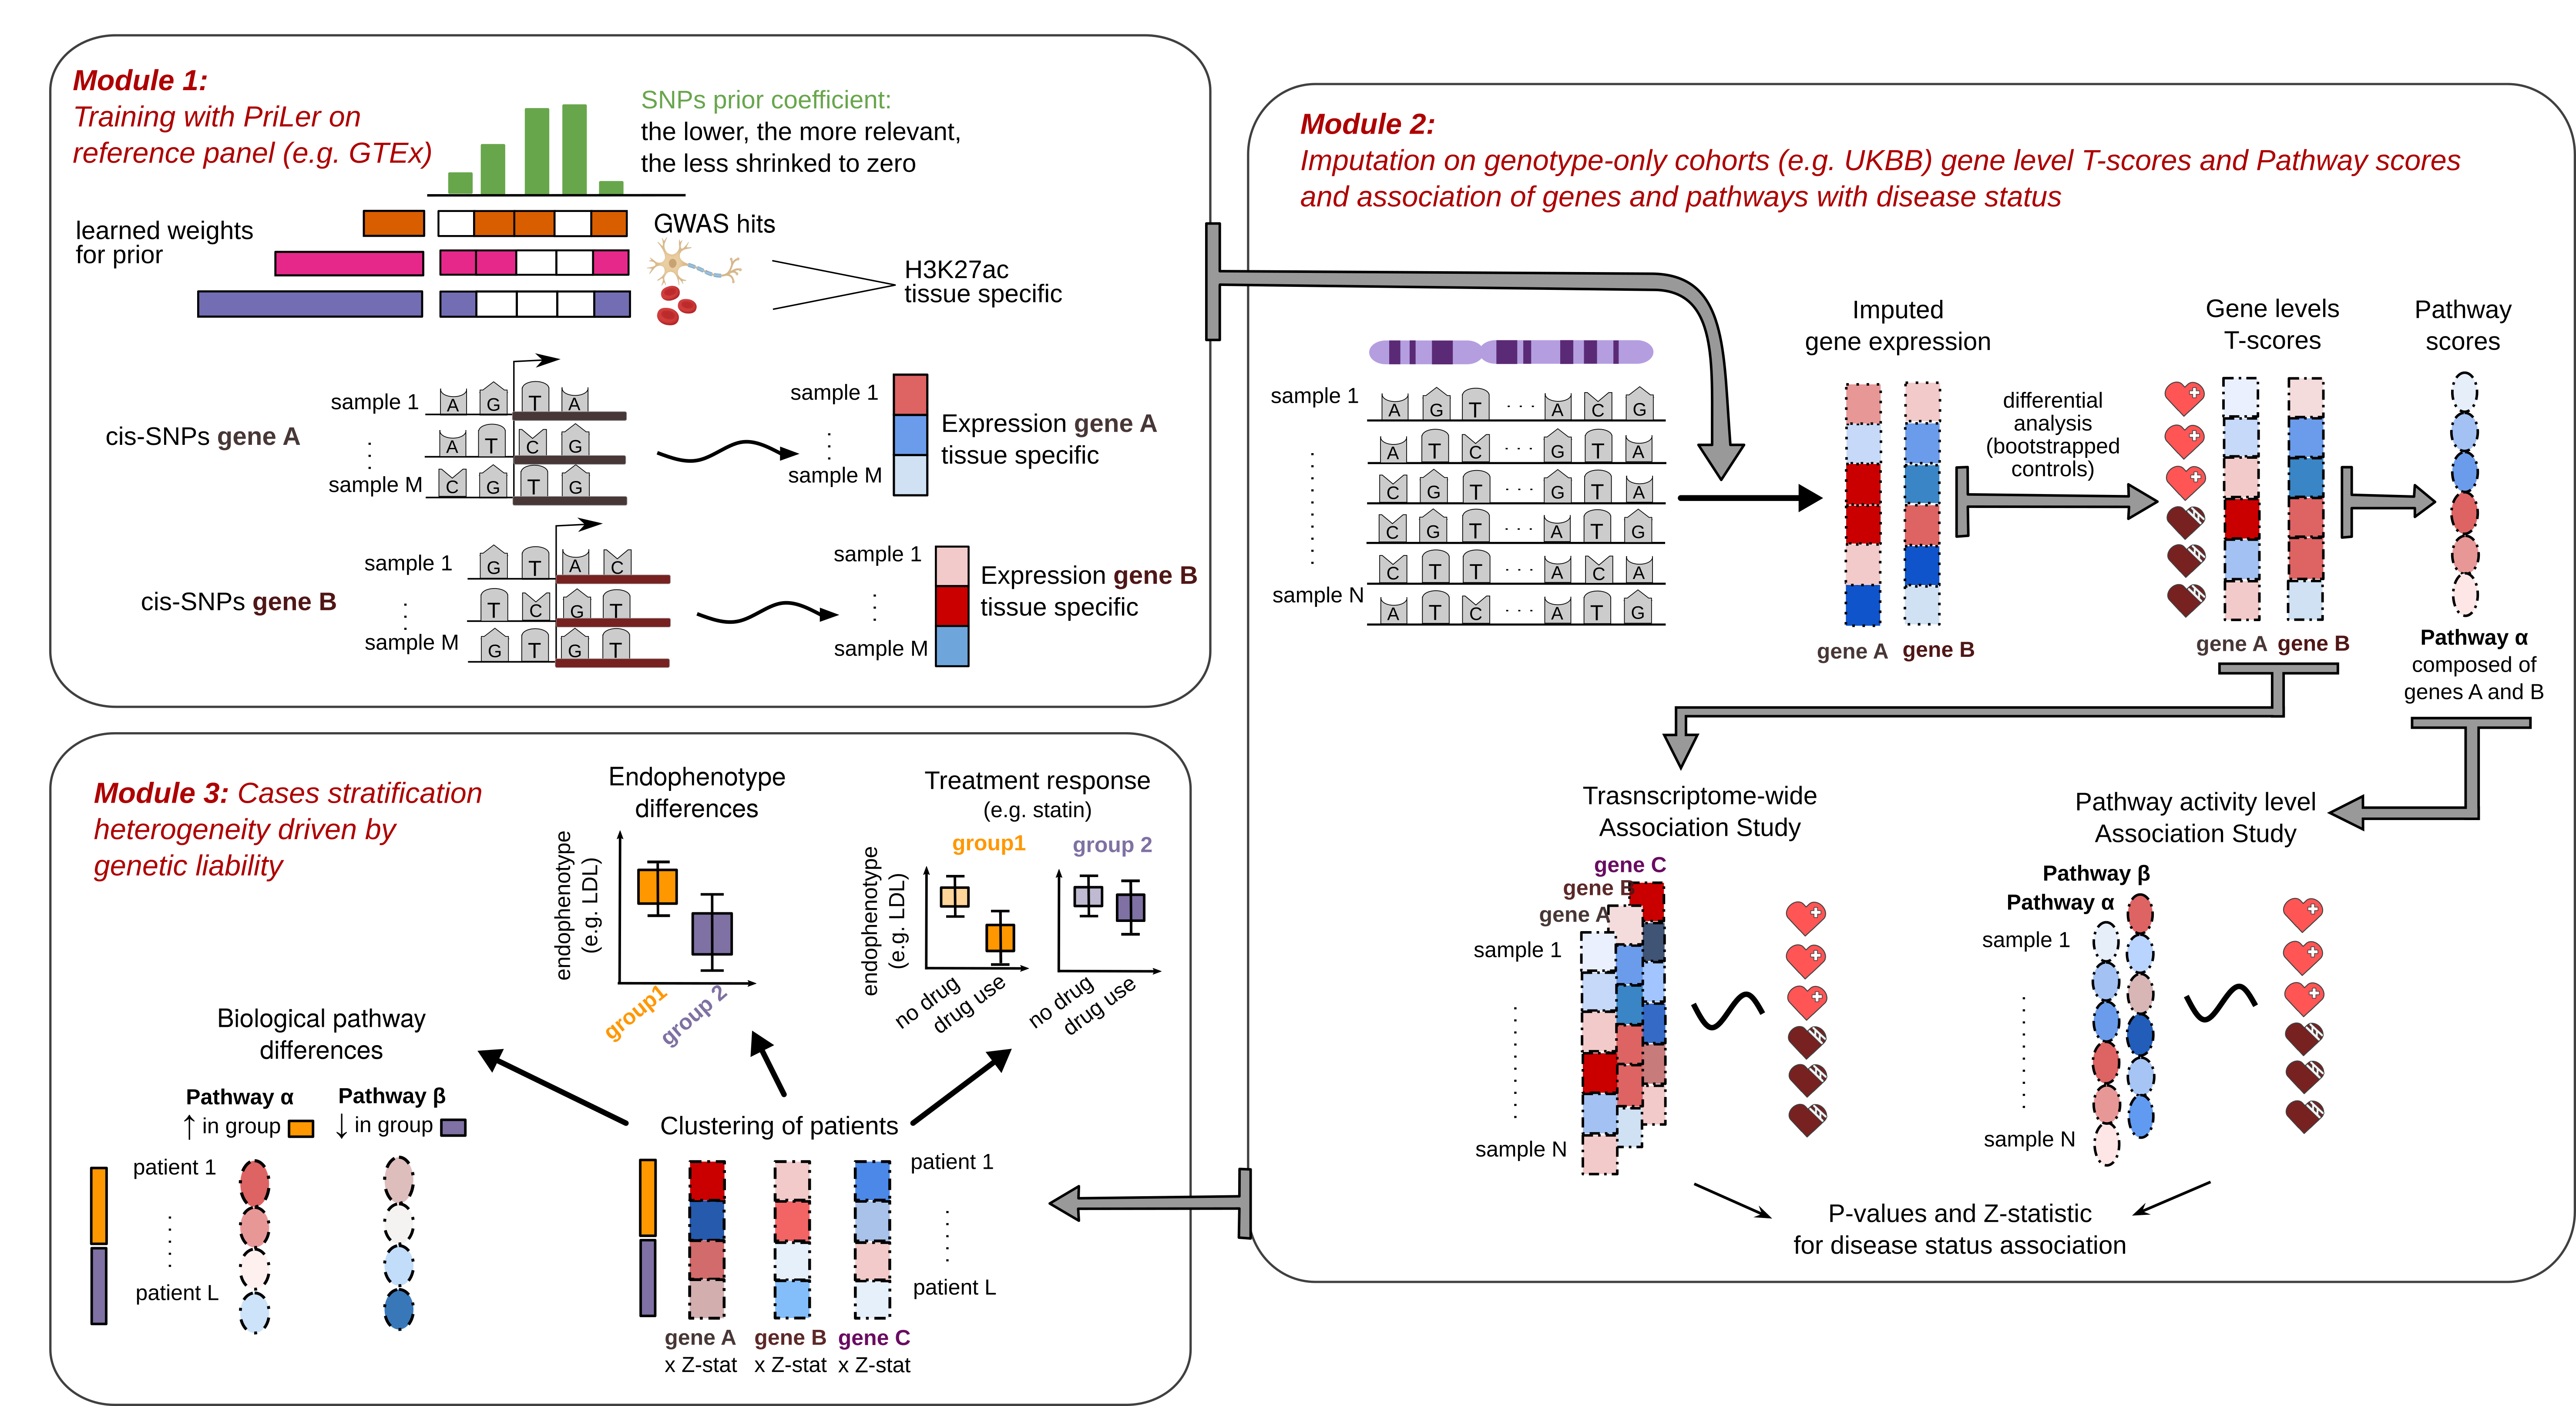 Module 1:
Training with PriLer on
reference panel (e.g. GTEx)
SNPs prior coefficient:
the lower, the more relevant,
the less shrinked to zero
learned weights
for prior
GWAS hits
H3K27ac
tissue specific
cis-SNPs gene A
sample 1
A G T A
A T C G
sample M
C G T G
sample 1
sample M
Expression gene A
tissue specific
cis-SNPs gene B
sample 1
G T A C
T C G T
sample M
G T G T
sample 1
sample M
Expression gene B
tissue specific
Module 2:
Imputation on genotype-only cohorts (e.g. UKBB) gene level T-scores and Pathway scores
and association of genes and pathways with disease status
sample 1
A G T . . . A C G
A T C . . . G T A
C G T . . . G T A
C G T . . . A T G
C T T . . . A C A
sample N
A T C . . . A T G
Imputed
gene expression
gene A gene B
differential
analysis
(bootstrapped
controls)
Gene levels
T-scores
gene A gene B
Pathway
scores
Pathway α
composed of
genes A and B
Trasnscriptome-wide
Association Study
gene C
gene B
gene A
sample 1
sample N
Pathway activity level
Association Study
Pathway β
Pathway α
sample 1
sample N
P-values and Z-statistic
for disease status association
Module 3: Cases stratification
heterogeneity driven by
genetic liability
Endophenotype
differences
endophenotype
(e.g. LDL)
group1
group 2
Treatment response
(e.g. statin)
group1
group 2
endophenotype
(e.g. LDL)
no drug
drug use
no drug
drug use
Biological pathway
differences
Pathway α
↑ in group
Pathway β
↓ in group
patient 1
patient L
Clustering of patients
patient 1
patient L
gene A gene B gene C
x Z-stat x Z-stat x Z-stat